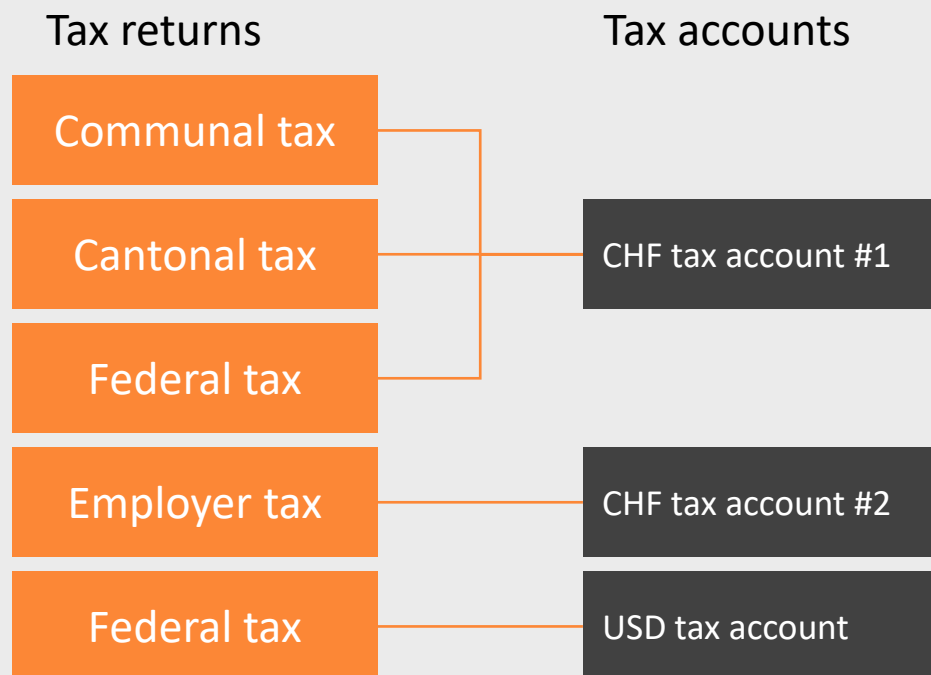 Tax returns
Tax accounts
Communal tax
Cantonal tax
CHF tax account #1
Federal tax
Employer tax
CHF tax account #2
Federal tax
USD tax account